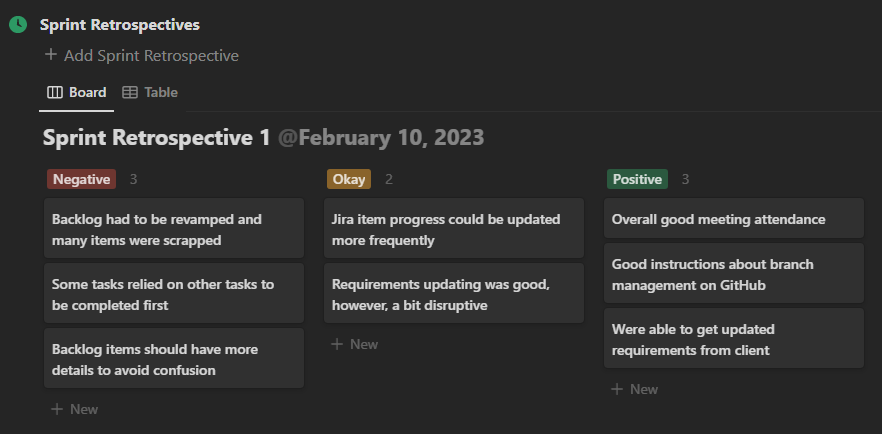 Sprint Retrospectives
+ Add Sprint Retrospective
Board Table
Sprint Retrospective 1 @February 10, 2023
Negative 3
Backlog had to be revamped and
many items were scrapped
Some tasks relied on other tasks to
be completed first
Backlog items should have more
details to avoid confusion
+ New
Okay 2
Jira item progress could be updated
more frequently
Requirements updating was good,
however, a bit disruptive
+ New
Positive 3
Overall good meeting attendance
Good instructions about branch
management on GitHub
Were able to get updated
requirements from client
+ New